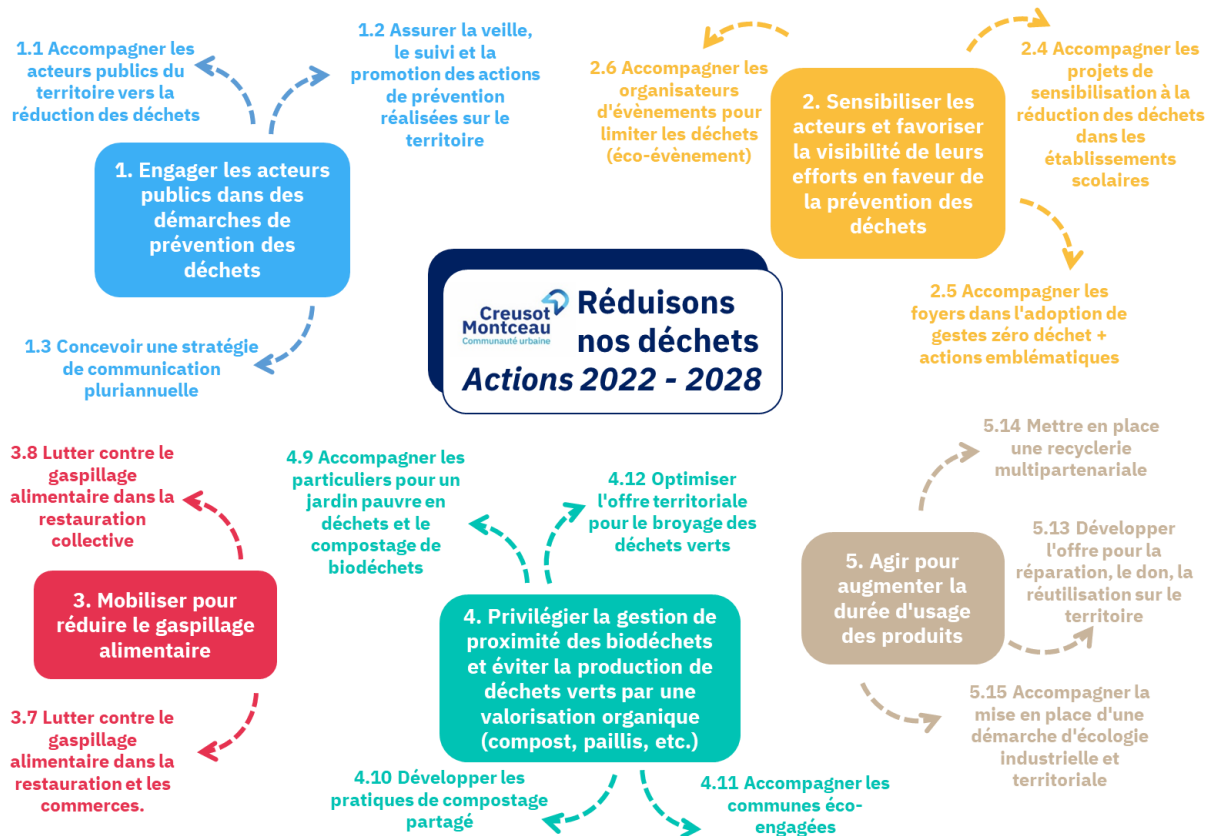 1.1 Accompagner les
acteurs publics du
territoire vers la
réduction des déchets
1.2 Assurer la veille,
le suivi et la
promotion des actions
de prévention
réalisées sur le
territoire
1. Engager les acteurs
publics dans des
démarches de
prévention des
déchets
1.3 Concevoir une stratégie
de communication
pluriannuelle
2.6 Accompagner les
organisateurs
d'évènements pour
limiter les déchets
(éco-évènement)
2. Sensibiliser les
acteurs et favoriser
la visibilité de leurs
efforts en faveur de
la prévention des
déchets
2.4 Accompagner les
projets de
sensibilisation à la
réduction des déchets
dans les
établissements
scolaires
2.5 Accompagner les
foyers dans l'adoption de
gestes zéro déchet +
actions emblématiques
Creusot
Montceau
Communauté urbaine
Réduisons
nos déchets
Actions 2022 - 2028
3.8 Lutter contre le
gaspillage
alimentaire dans la
restauration
collective
3. Mobiliser pour
réduire le gaspillage
alimentaire
3.7 Lutter contre le
gaspillage
alimentaire dans la
restauration et les
commerces.
4.9 Accompagner les
particuliers pour un
jardin pauvre en
déchets et le
compostage de
biodéchets
4.12 Optimiser
l'offre territoriale
pour le broyage des
déchets verts
4. Privilégier la gestion de
proximité des biodéchets
et éviter la production de
déchets verts par une
valorisation organique
(compost, paillis, etc.)
4.10 Développer les
pratiques de compostage
partagé
4.11 Accompagner les
communes éco-
engagées
5.14 Mettre en place
une recyclerie
multipartenariale
5.13 Développer
l'offre pour la
réparation, le don, la
réutilisation sur le
territoire
5. Agir pour
augmenter la
durée d'usage
des produits
5.15 Accompagner la
mise en place d'une
démarche d'écologie
industrielle et
territoriale